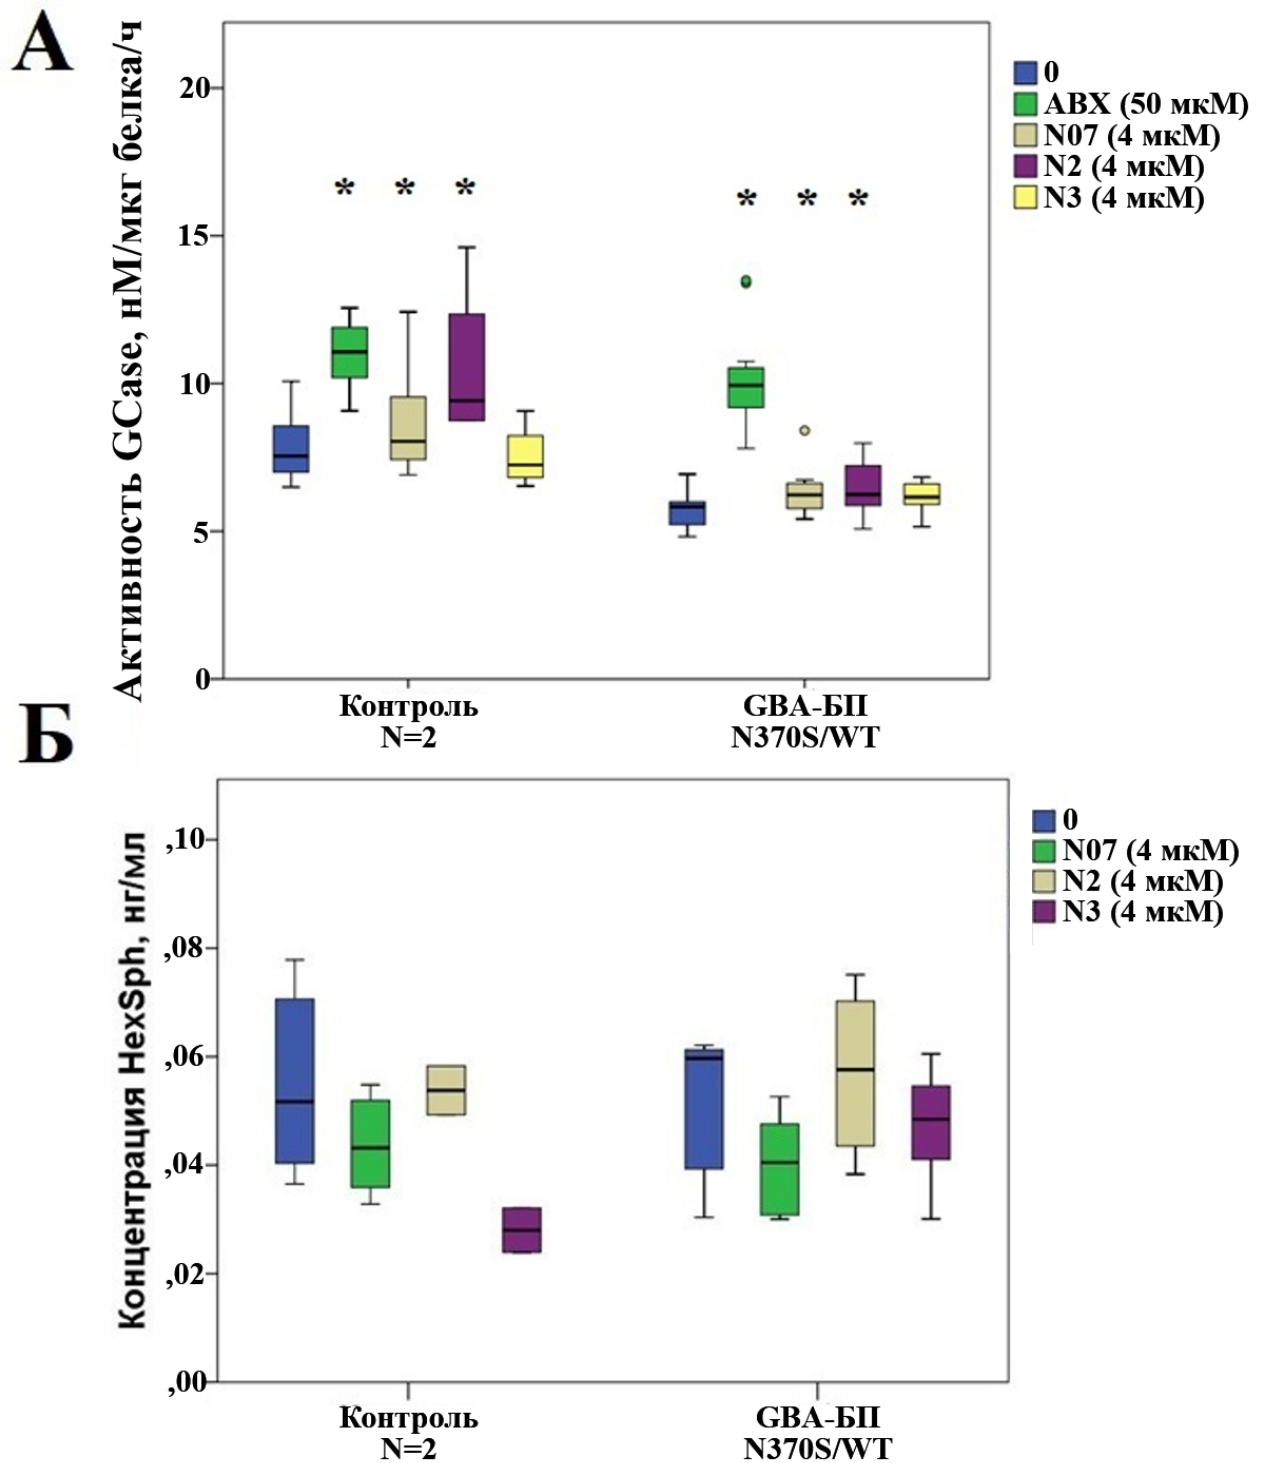 А
Активность GCase, нМ/мкг белка/ч
20
15
10
5
0
* * *
* * *
0
ABX (50 мкМ)
N07 (4 мкМ)
N2 (4 мкМ)
N3 (4 мкМ)
Контроль
N=2
GBA-БП
N370S/WT
Б
Концентрация HexSph, нг/мл
,10
,08
,06
,04
,02
,00
0
N07 (4 мкМ)
N2 (4 мкМ)
N3 (4 мкМ)
Контроль
N=2
GBA-БП
N370S/WT